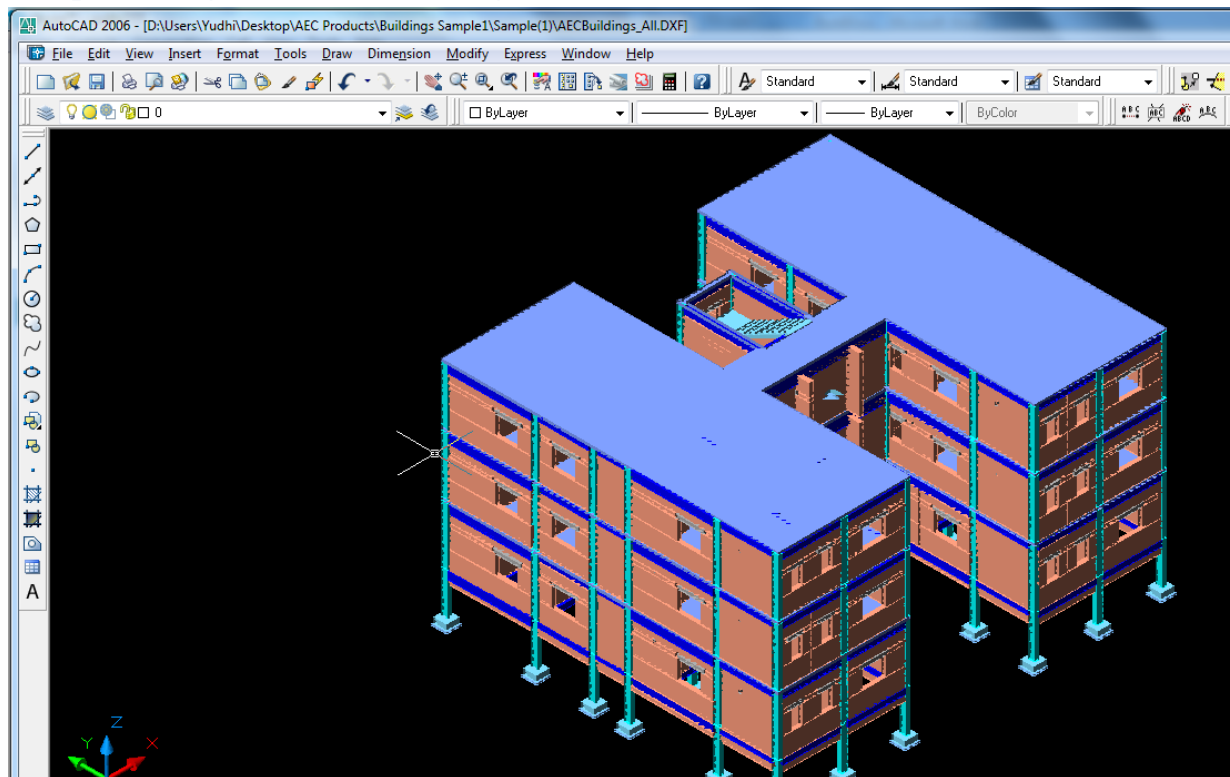 AutoCAD 2006 - [D:\Users\Yudhi\Desktop\AEC Products\Buildings Sample1\Sample(1)\AECBuildings_All.DXF]
File Edit View Insert Format Tools Draw Dimension Modify Express Window Help
Standard Standard Standard
0 ByLayer ByLayer ByLayer ByColor
A
Z
Y X